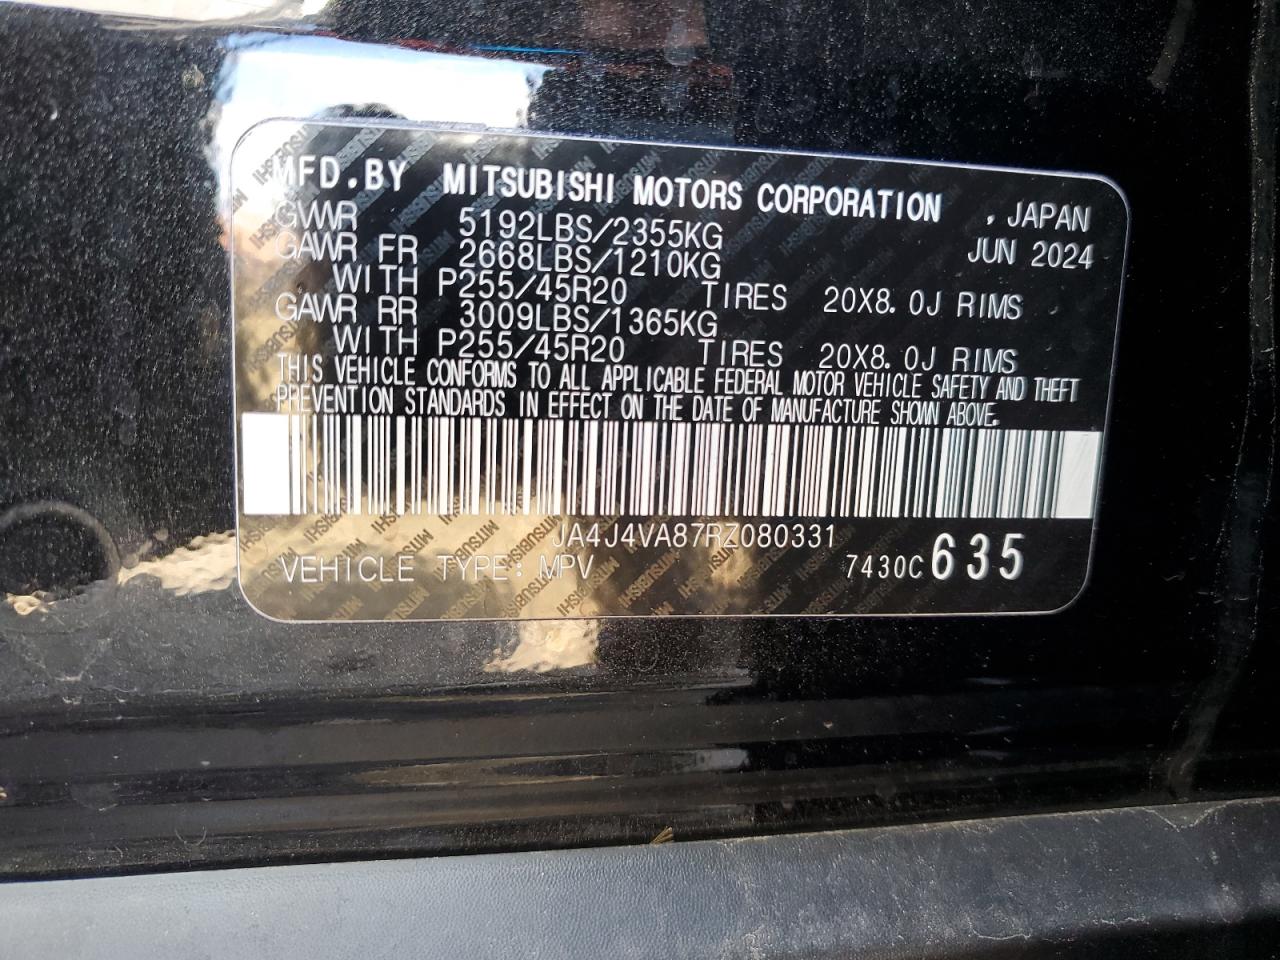 MFD.BY MITSUBISHI MOTORS CORPORATION , JAPAN
GVWR 5192LBS/2355KG JUN 2024
GAWR FR 2668LBS/1210KG
WITH P255/45R20 TIRES 20X8.0J RIMS
GAWR RR 3009LBS/1365KG
WITH P255/45R20 TIRES 20X8.0J RIMS
THIS VEHICLE CONFORMS TO ALL APPLICABLE FEDERAL MOTOR VEHICLE SAFETY AND THEFT
PREVENTION STANDARDS IN EFFECT ON THE DATE OF MANUFACTURE SHOWN ABOVE.
JA4J4VA87RZ080331
VEHICLE TYPE: MPV 7430C 635